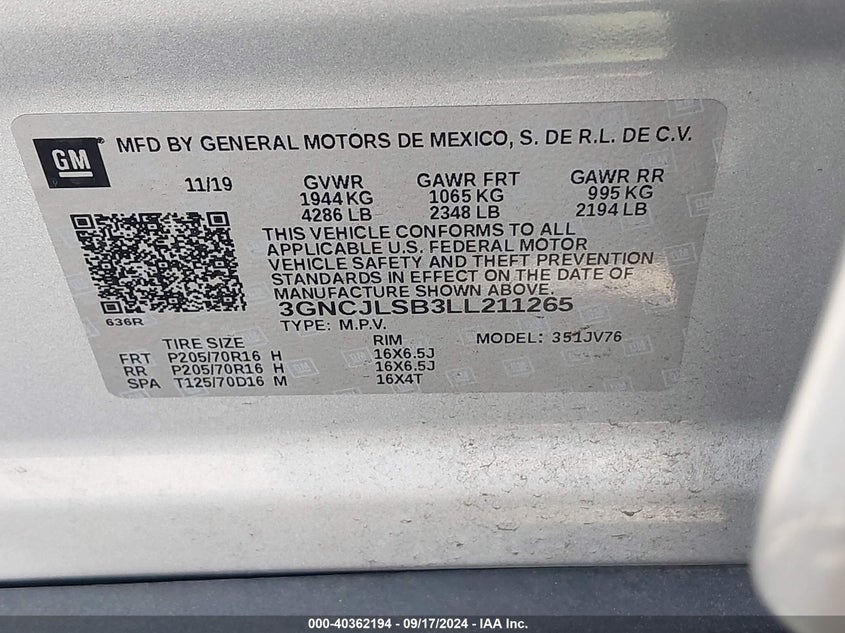 GM
MFD BY GENERAL MOTORS DE MEXICO, S. DE R.L. DE C.V.
11/19 GVWR GAWR FRT GAWR RR
1944 KG 1065 KG 995 KG
4286 LB 2348 LB 2194 LB
THIS VEHICLE CONFORMS TO ALL
APPLICABLE U.S. FEDERAL MOTOR
VEHICLE SAFETY AND THEFT PREVENTION
STANDARDS IN EFFECT ON THE DATE OF
MANUFACTURE SHOWN ABOVE.
636R 3GNCJLSB3LL211265
TYPE: M.P.V. MODEL: 351JV76
TIRE SIZE RIM
FRT P205/70R16 H 16X6.5J
RR P205/70R16 H 16X6.5J
SPA T125/70D16 M 16X4T
000-40362194 - 09/17/2024 - IAA Inc.